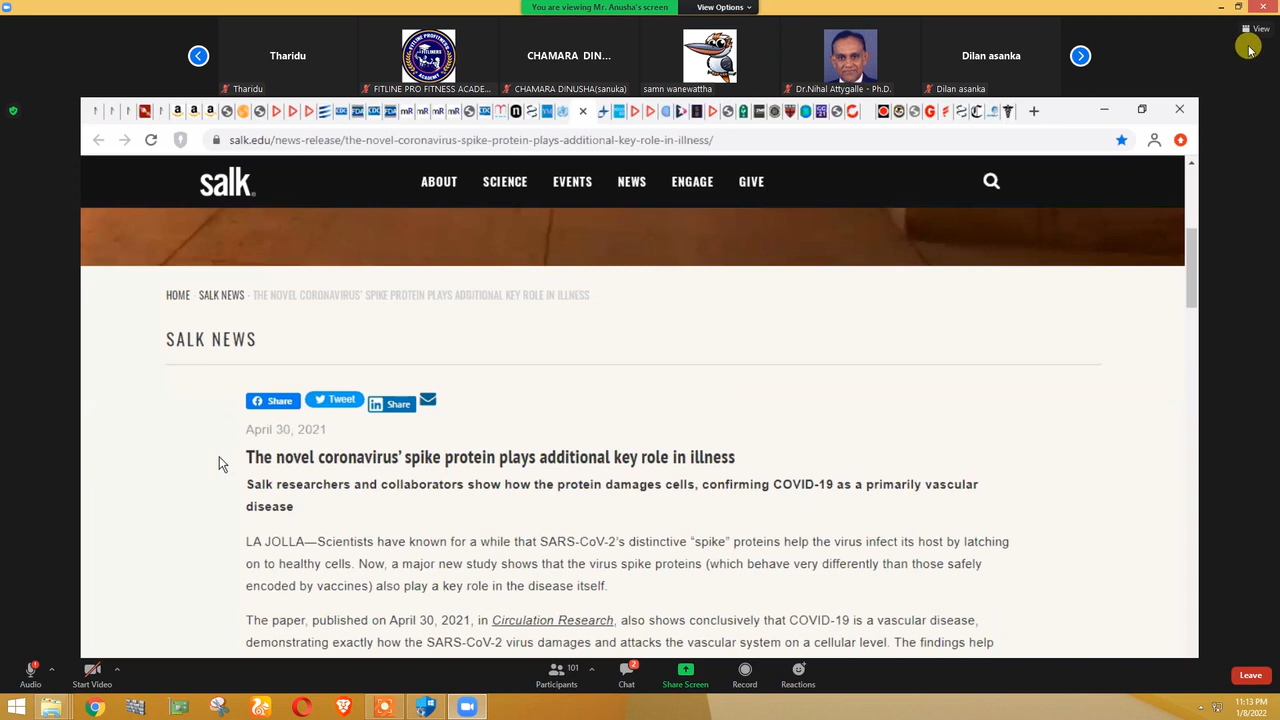 You are viewing Mr. Anusha's screen
View Options
View
Tharidu
CHAMARA DIN...
Dilan asanka
Tharidu
FITLINE PRO FITNESS ACADE...
CHAMARA DINUSHA(sanuka)
samn wanewattha
Dr.Nihal Attygalle - Ph.D.
Dilan asanka
salk.edu/news-release/the-novel-coronavirus-spike-protein-plays-additional-key-role-in-illness/
salk.
ABOUT
SCIENCE
EVENTS
NEWS
ENGAGE
GIVE
HOME - SALK NEWS - THE NOVEL CORONAVIRUS' SPIKE PROTEIN PLAYS ADDITIONAL KEY ROLE IN ILLNESS
SALK NEWS
Share
Tweet
Share
April 30, 2021
The novel coronavirus' spike protein plays additional key role in illness
Salk researchers and collaborators show how the protein damages cells, confirming COVID-19 as a primarily vascular
disease
LA JOLLA—Scientists have known for a while that SARS-CoV-2's distinctive “spike” proteins help the virus infect its host by latching
on to healthy cells. Now, a major new study shows that the virus spike proteins (which behave very differently than those safely
encoded by vaccines) also play a key role in the disease itself.
The paper, published on April 30, 2021, in Circulation Research, also shows conclusively that COVID-19 is a vascular disease,
demonstrating exactly how the SARS-CoV-2 virus damages and attacks the vascular system on a cellular level. The findings help
Audio
Start Video
101
Participants
2
Chat
Share Screen
Record
Reactions
Leave
11:13 PM
1/8/2022